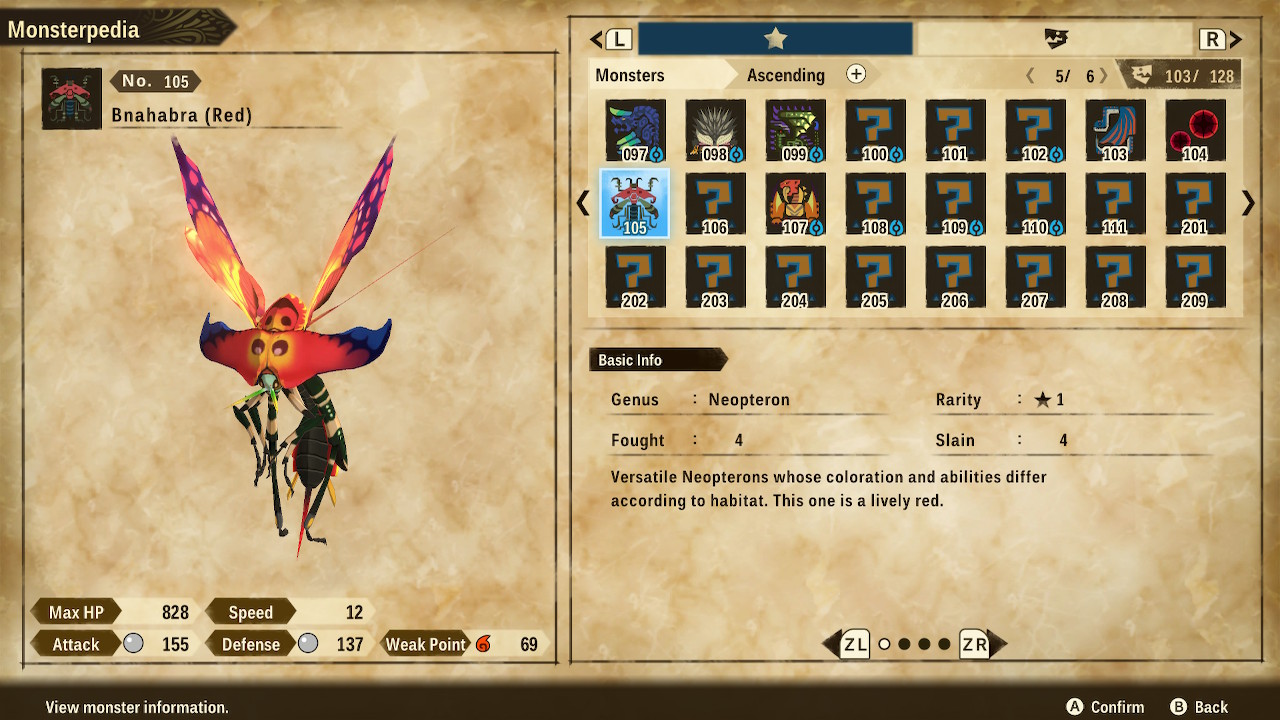 Monsterpedia
No. 105
Bnahabra (Red)
Max HP 828 Speed 12
Attack 155 Defense 137 Weak Point 69
L R
Monsters Ascending 5/ 6 103/ 128
097 098 099 ? 100 ? 101 ? 102 103 104
105 ? 106 107 ? 108 ? 109 ? 110 ? 111 ? 201
? 202 ? 203 ? 204 ? 205 ? 206 ? 207 ? 208 ? 209
Basic Info
Genus : Neopteron Rarity : ★ 1
Fought : 4 Slain : 4
Versatile Neopterons whose coloration and abilities differ
according to habitat. This one is a lively red.
ZL ZR
View monster information. A Confirm B Back